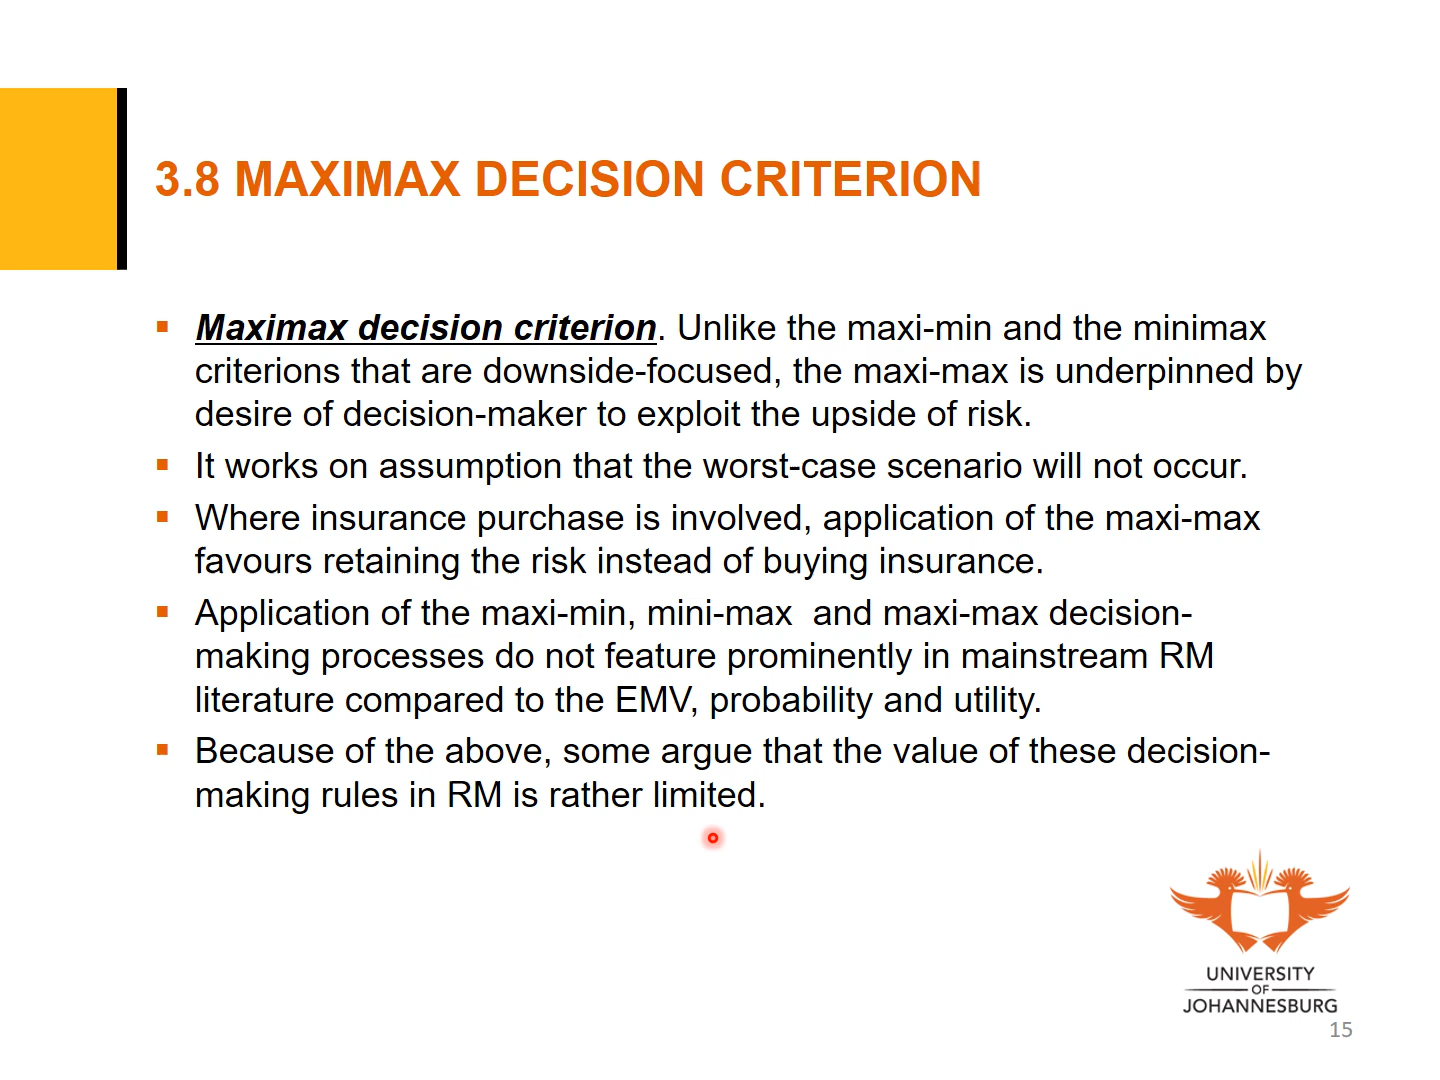 3.8 MAXIMAX DECISION CRITERION
▪ Maximax decision criterion. Unlike the maxi-min and the minimax
criterions that are downside-focused, the maxi-max is underpinned by
desire of decision-maker to exploit the upside of risk.
▪ It works on assumption that the worst-case scenario will not occur.
▪ Where insurance purchase is involved, application of the maxi-max
favours retaining the risk instead of buying insurance.
▪ Application of the maxi-min, mini-max  and maxi-max decision-
making processes do not feature prominently in mainstream RM
literature compared to the EMV, probability and utility.
▪ Because of the above, some argue that the value of these decision-
making rules in RM is rather limited.
UNIVERSITY
OF
JOHANNESBURG
15